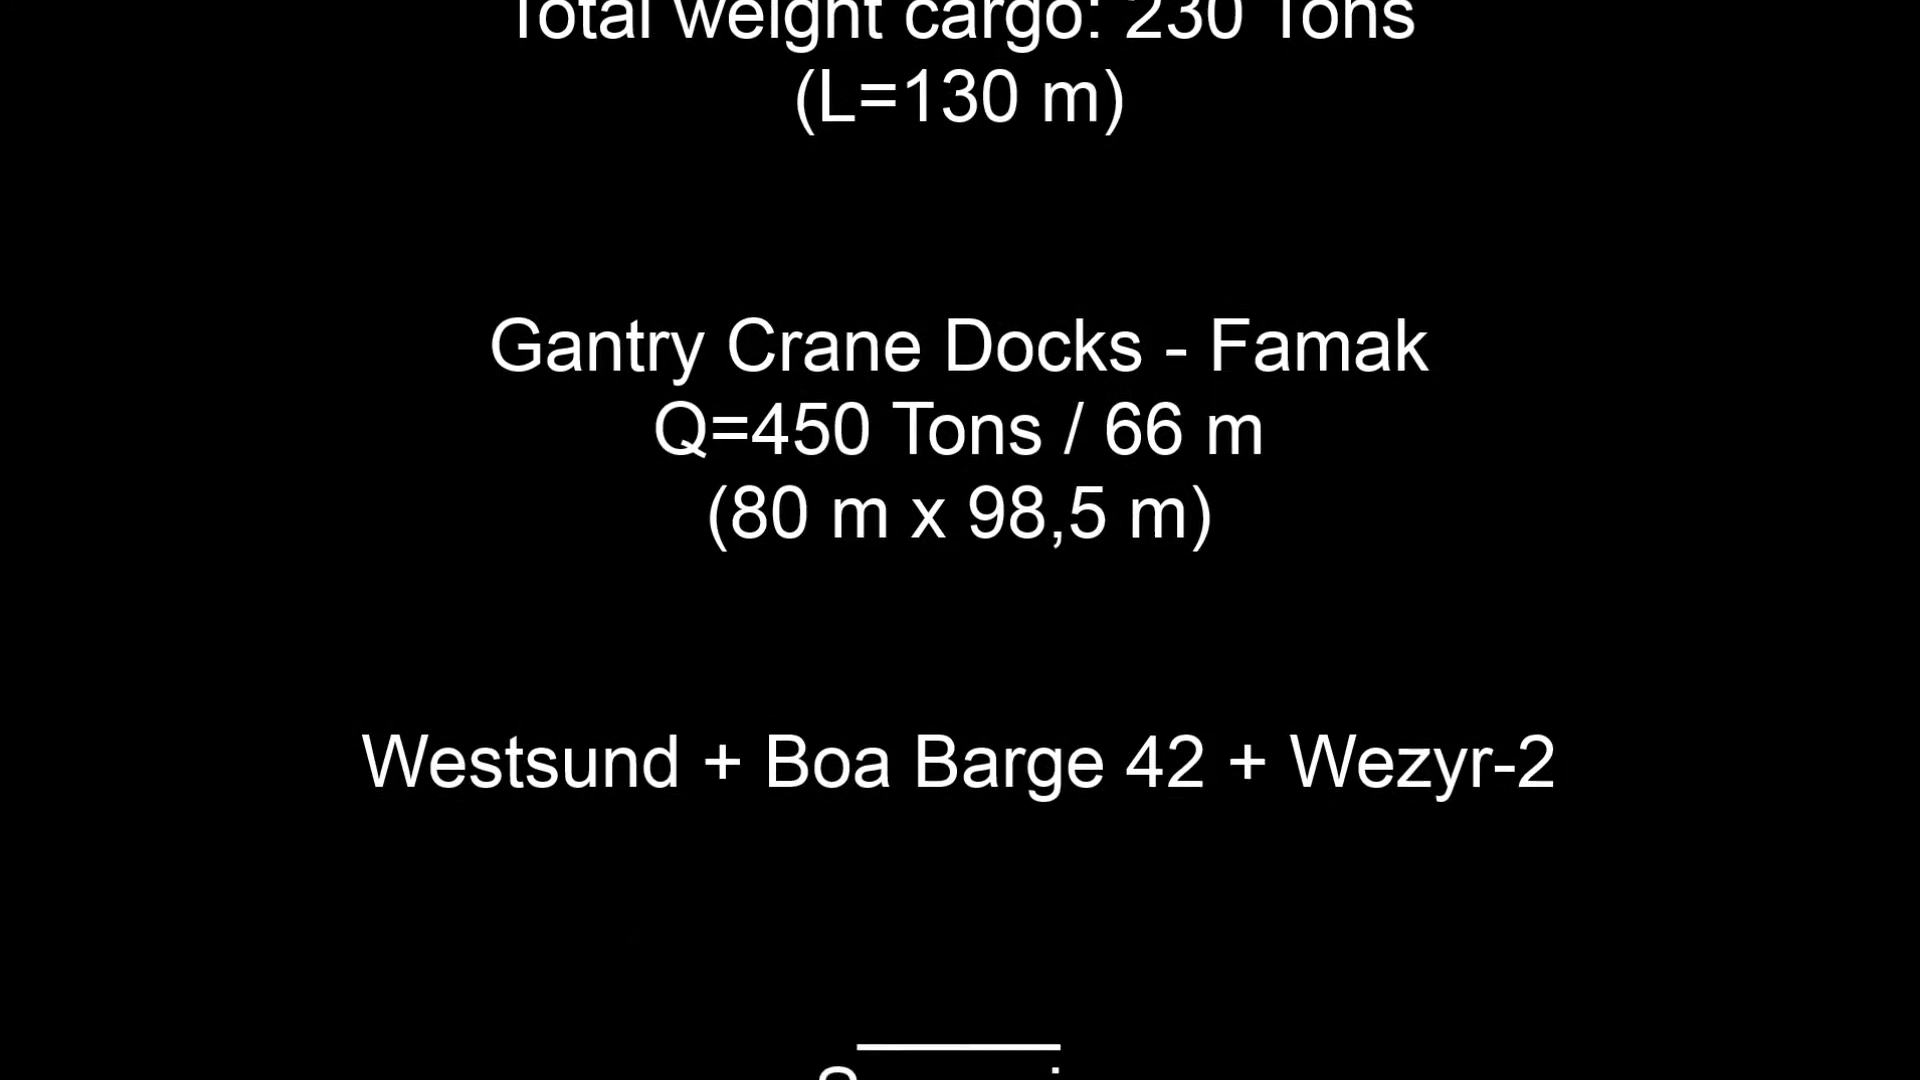 Total weight cargo: 230 Tons
(L=130 m)
Gantry Crane Docks - Famak
Q=450 Tons / 66 m
(80 m x 98,5 m)
Westsund + Boa Barge 42 + Wezyr-2